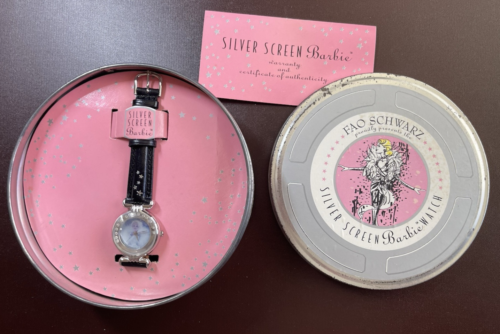 SILVER SCREEN Barbie
warranty
and
certificate of authenticity
SILVER
SCREEN
Barbie
FAO SCHWARZ
proudly presents the
SILVER SCREEN Barbie WATCH